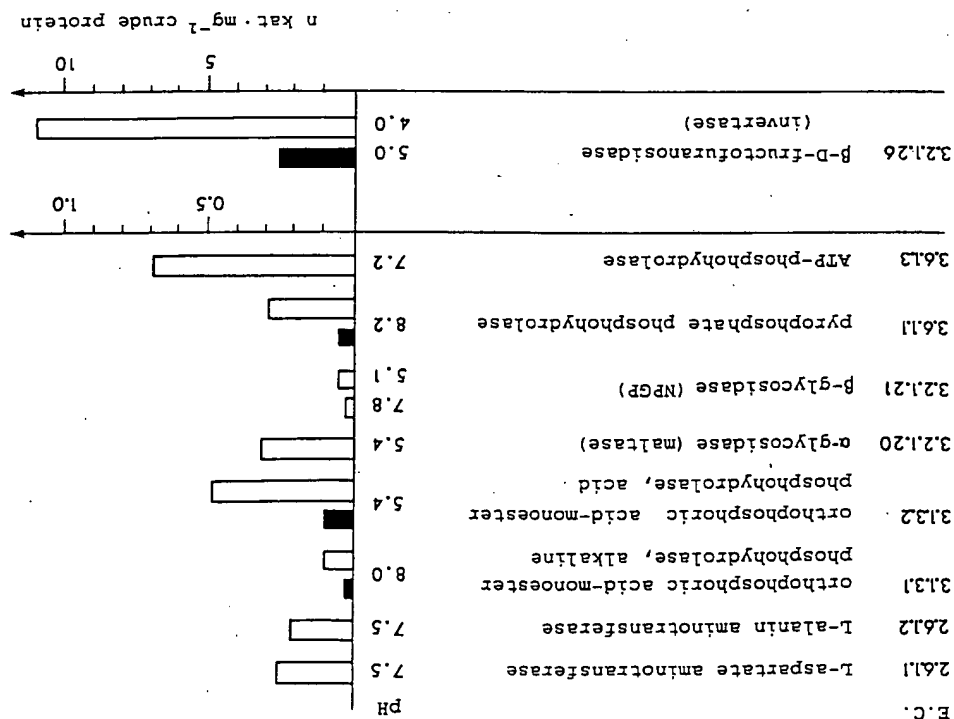 E.C. pH
2.6.1.1 L-aspartate aminotransferase 7.5
2.6.1.2 L-alanin aminotransferase 7.5
3.1.3.1 orthophosphoric acid-monoester
phosphohydrolase, alkaline 8.0
3.1.3.2 orthophosphoric acid-monoester
phosphohydrolase, acid 5.4
3.2.1.20 α-glycosidase (maltase) 5.4
7.8
3.2.1.21 β-glycosidase (NPGP)
5.1
3.6.1.1 pyrophosphate phosphohydrolase 8.2
3.6.1.3 ATP-phosphohydrolase 7.2
0.5 1.0
3.2.1.26 β-D-fructofuranosidase 5.0
(invertase) 4.0
5 10
n kat·mg⁻¹ crude protein